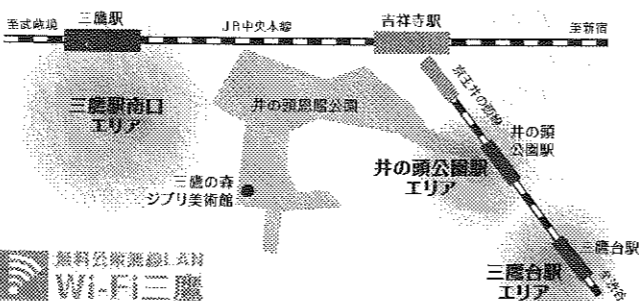 三鷹駅
JR中央本線
吉祥寺駅
至武蔵境
至新宿
京王井の頭線
三鷹駅南口
エリア
井の頭恩賜公園
井の頭
公園駅
井の頭公園駅
エリア
三鷹の森
ジブリ美術館
三鷹台駅
三鷹台駅
エリア
至渋谷
無料公衆無線LAN
Wi-Fi三鷹